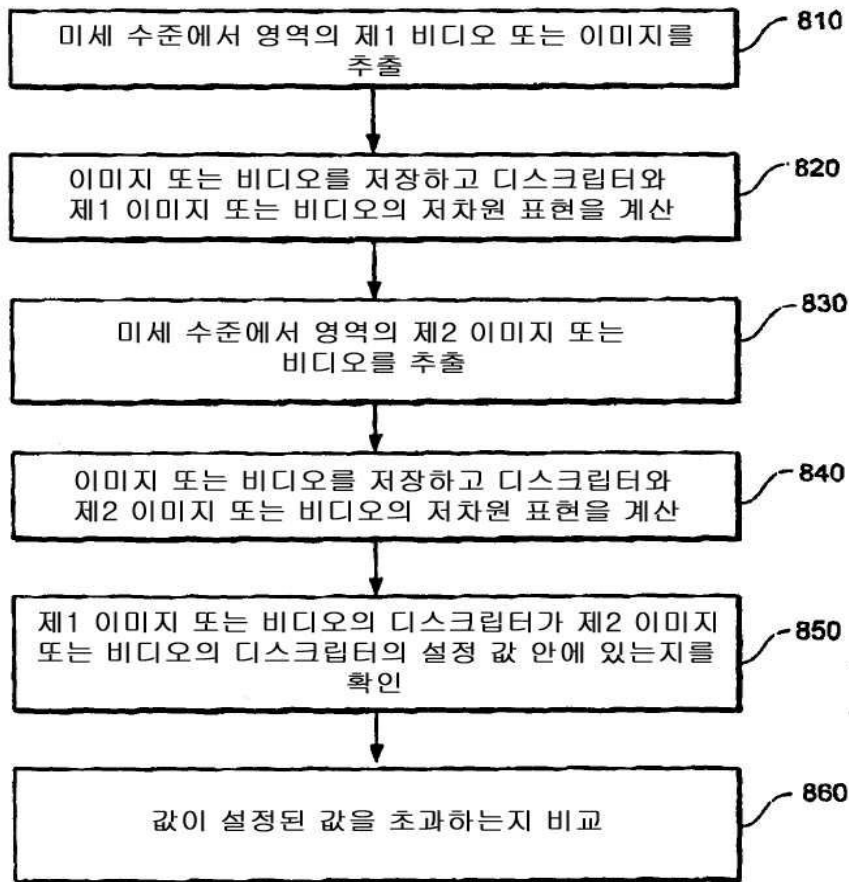 미세 수준에서 영역의 제1 비디오 또는 이미지를
추출
810
이미지 또는 비디오를 저장하고 디스크립터와
제1 이미지 또는 비디오의 저차원 표현을 계산
820
미세 수준에서 영역의 제2 이미지 또는
비디오를 추출
830
이미지 또는 비디오를 저장하고 디스크립터와
제2 이미지 또는 비디오의 저차원 표현을 계산
840
제1 이미지 또는 비디오의 디스크립터가 제2 이미지
또는 비디오의 디스크립터의 설정 값 안에 있는지를
확인
850
값이 설정된 값을 초과하는지 비교
860